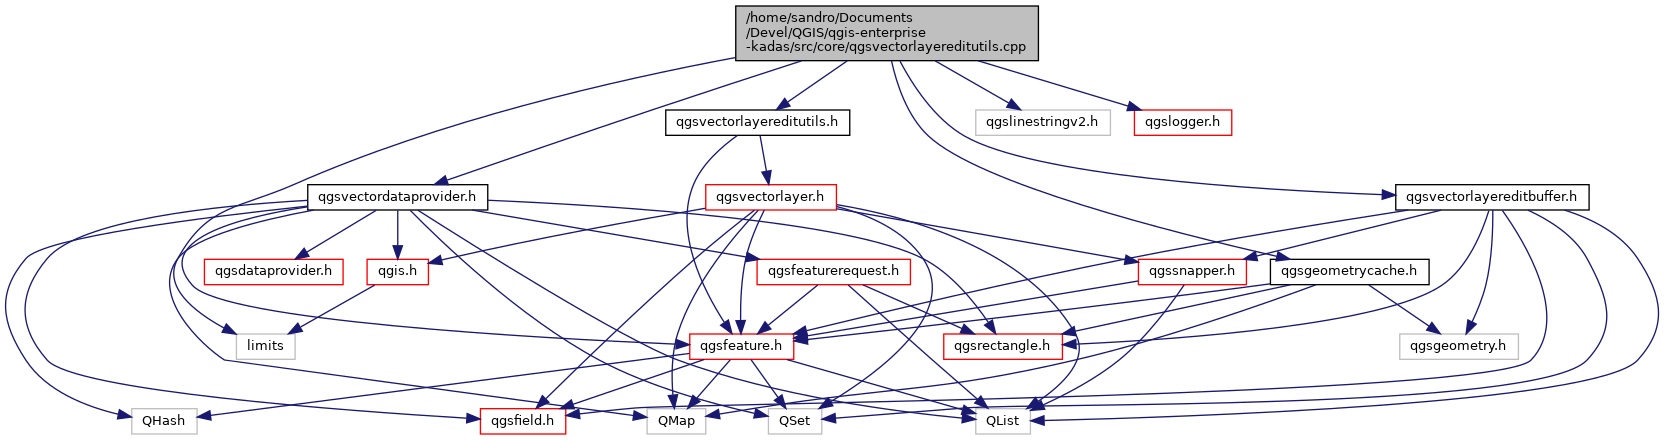 /home/sandro/Documents
/Devel/QGIS/qgis-enterprise
-kadas/src/core/qgsvectorlayereditutils.cpp
qgsvectorlayereditutils.h
qgslinestringv2.h
qgslogger.h
qgsvectordataprovider.h
qgsvectorlayer.h
qgsvectorlayereditbuffer.h
qgsdataprovider.h
qgis.h
qgsfeaturerequest.h
qgssnapper.h
qgsgeometrycache.h
limits
qgsfeature.h
qgsrectangle.h
qgsgeometry.h
QHash
qgsfield.h
QMap
QSet
QList